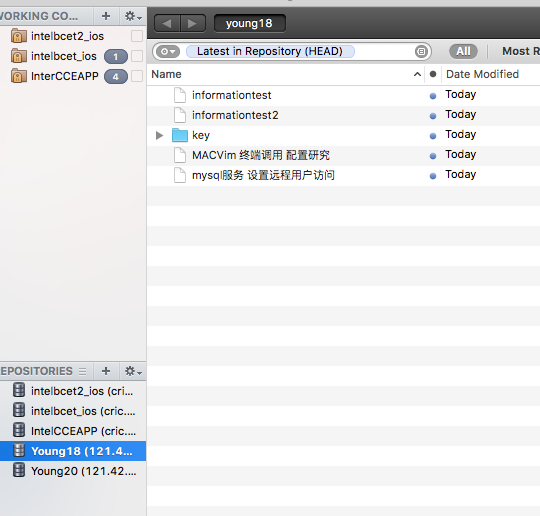 WORKING CO...
intelbcet2_ios
intelbcet_ios 1
InterCCEAPP 4
REPOSITORIES
intelbcet2_ios (cric....
intelbcet_ios (cric....
IntelCCEAPP (cric....
Young18 (121.4...
Young20 (121.42....
young18
Latest in Repository (HEAD)
All
Most R
Name
Date Modified
informationtest Today
informationtest2 Today
key Today
MACVim 终端调用 配置研究 Today
mysql服务 设置远程用户访问 Today